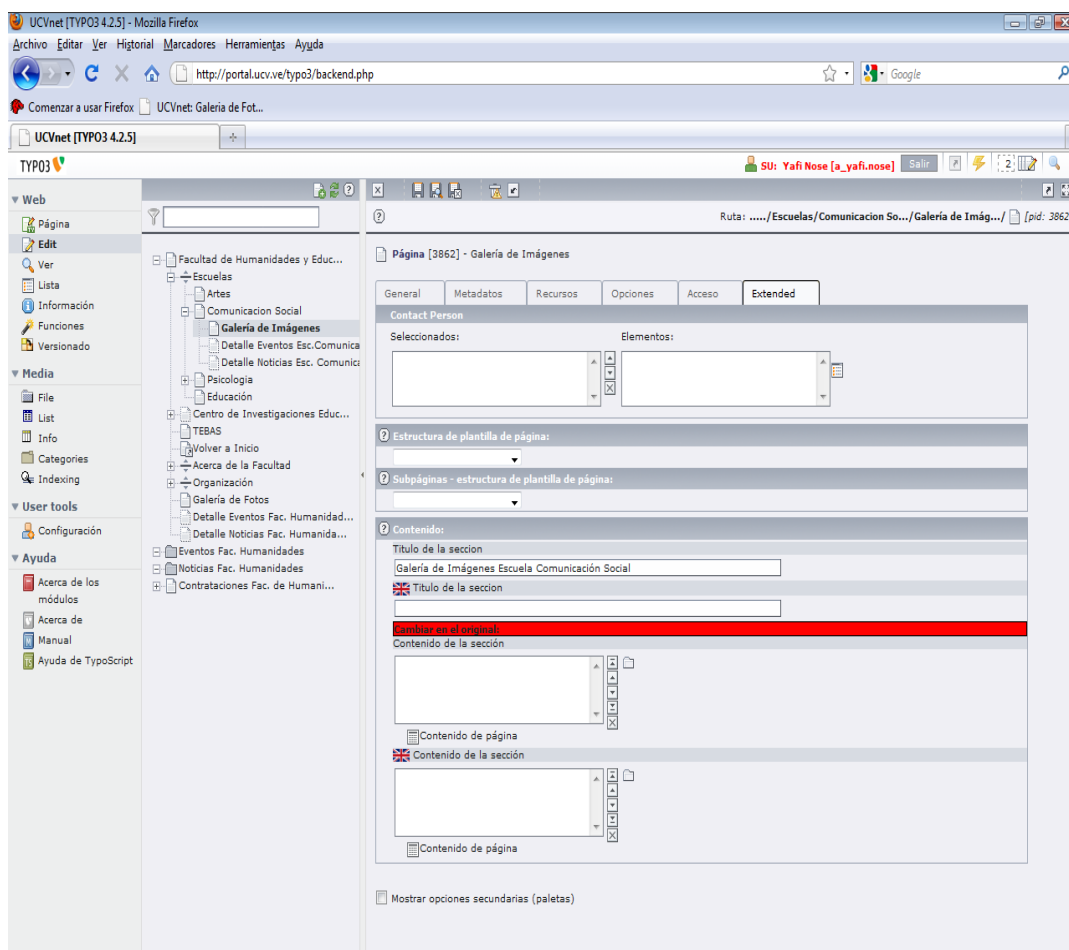 UCVnet [TYPO3 4.2.5] - Mozilla Firefox
Archivo Editar Ver Historial Marcadores Herramientas Ayuda
http://portal.ucv.ve/typo3/backend.php
Google
Comenzar a usar Firefox UCVnet: Galeria de Fot...
UCVnet [TYPO3 4.2.5]
TYPO3 SU: Yafi Nose [a_yafi.nose] Salir 2
Web
Página
Edit
Ver
Lista
Información
Funciones
Versionado
Media
File
List
Info
Categories
Indexing
User tools
Configuración
Ayuda
Acerca de los
módulos
Acerca de
Manual
Ayuda de TypoScript
Facultad de Humanidades y Educ...
Escuelas
Artes
Comunicacion Social
Galería de Imágenes
Detalle Eventos Esc.Comunica
Detalle Noticias Esc. Comunica
Psicologia
Educación
Centro de Investigaciones Educ...
TEBAS
Volver a Inicio
Acerca de la Facultad
Organización
Galería de Fotos
Detalle Eventos Fac. Humanidad...
Detalle Noticias Fac. Humanida...
Eventos Fac. Humanidades
Noticias Fac. Humanidades
Contrataciones Fac. de Humani...
Ruta: ...../Escuelas/Comunicacion So.../Galería de Imág.../ [pid: 3862
Página [3862] - Galería de Imágenes
General Metadatos Recursos Opciones Acceso Extended
Contact Person
Seleccionados: Elementos:
Estructura de plantilla de página:
Subpáginas - estructura de plantilla de página:
Contenido:
Titulo de la seccion
Galería de Imágenes Escuela Comunicación Social
Titulo de la seccion
Cambiar en el original:
Contenido de la sección
Contenido de página
Contenido de la sección
Contenido de página
Mostrar opciones secundarias (paletas)